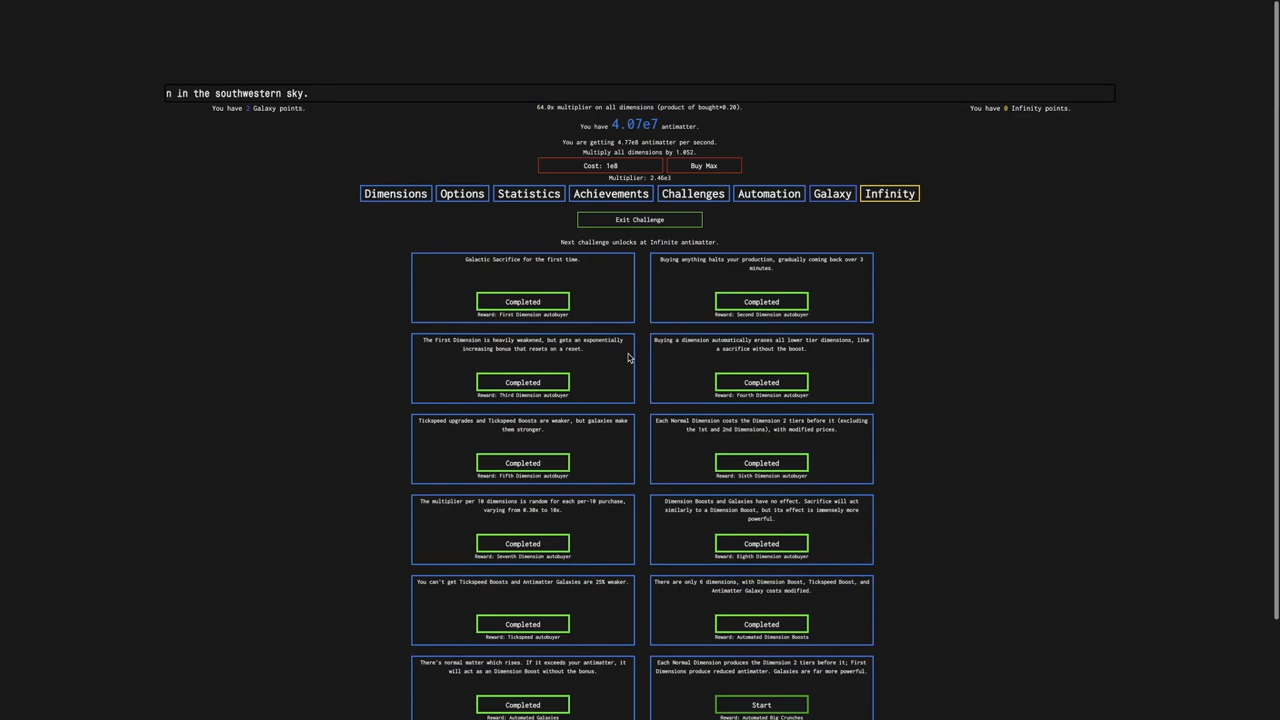 n in the southwestern sky.
You have 2 Galaxy points.
64.0x multiplier on all dimensions (product of bought*0.20).
You have 0 Infinity points.
You have 4.07e7 antimatter.
You are getting 4.77e8 antimatter per second.
Multiply all dimensions by 1.052.
Cost: 1e8
Buy Max
Multiplier: 2.46e3
Dimensions
Options
Statistics
Achievements
Challenges
Automation
Galaxy
Infinity
Exit Challenge
Next challenge unlocks at Infinite antimatter.
Galactic Sacrifice for the first time.
Completed
Reward: First Dimension autobuyer
Buying anything halts your production, gradually coming back over 3
minutes.
Completed
Reward: Second Dimension autobuyer
The First Dimension is heavily weakened, but gets an exponentially
increasing bonus that resets on a reset.
Completed
Reward: Third Dimension autobuyer
Buying a dimension automatically erases all lower tier dimensions, like
a sacrifice without the boost.
Completed
Reward: Fourth Dimension autobuyer
Tickspeed upgrades and Tickspeed Boosts are weaker, but galaxies make
them stronger.
Completed
Reward: Fifth Dimension autobuyer
Each Normal Dimension costs the Dimension 2 tiers before it (excluding
the 1st and 2nd Dimensions), with modified prices.
Completed
Reward: Sixth Dimension autobuyer
The multiplier per 10 dimensions is random for each per-10 purchase,
varying from 0.30x to 10x.
Completed
Reward: Seventh Dimension autobuyer
Dimension Boosts and Galaxies have no effect. Sacrifice will act
similarly to a Dimension Boost, but its effect is immensely more
powerful.
Completed
Reward: Eighth Dimension autobuyer
You can't get Tickspeed Boosts and Antimatter Galaxies are 25% weaker.
Completed
Reward: Tickspeed autobuyer
There are only 6 dimensions, with Dimension Boost, Tickspeed Boost, and
Antimatter Galaxy costs modified.
Completed
Reward: Automated Dimension Boosts
There's normal matter which rises. If it exceeds your antimatter, it
will act as an Dimension Boost without the bonus.
Completed
Reward: Automated Galaxies
Each Normal Dimension produces the Dimension 2 tiers before it; First
Dimensions produce reduced antimatter. Galaxies are far more powerful.
Start
Reward: Automated Big Crunches